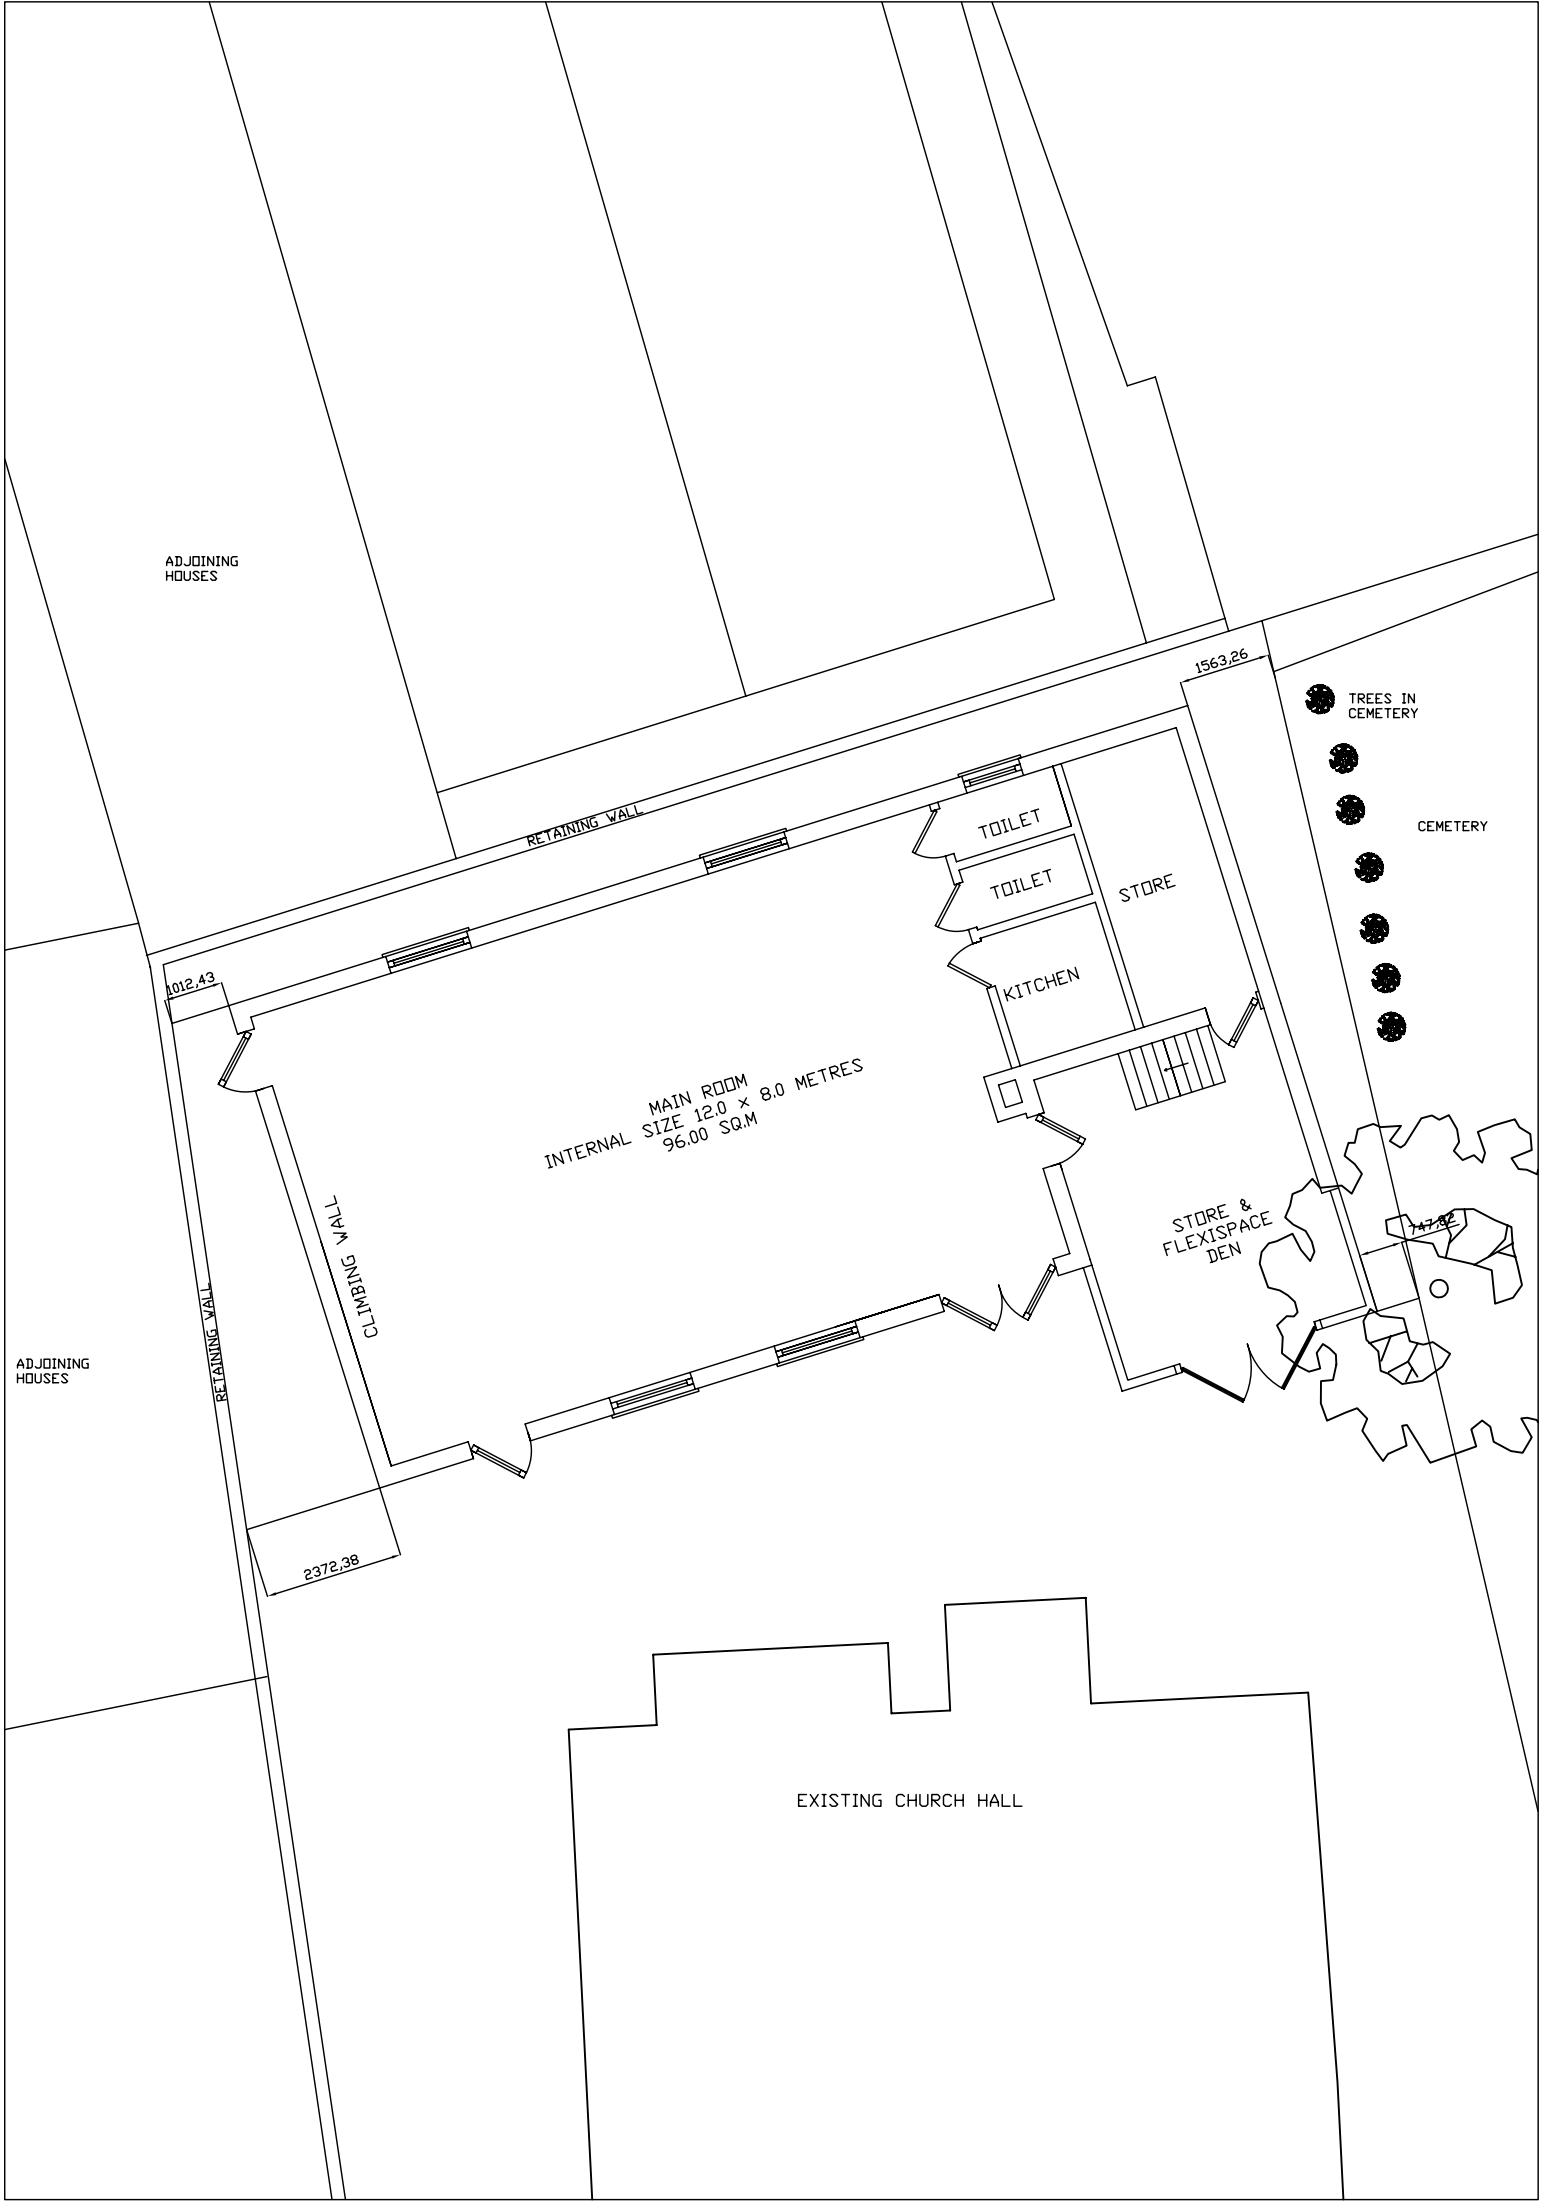 ADJOINING
HOUSES
1563,26
TREES IN
CEMETERY
CEMETERY
RETAINING WALL
TOILET
TOILET
STORE
KITCHEN
1012,43
MAIN ROOM
INTERNAL SIZE 12.0 x 8.0 METRES
96.00 SQ.M
CLIMBING WALL
STORE &
FLEXISPACE
DEN
747,82
RETAINING WALL
ADJOINING
HOUSES
2372,38
EXISTING CHURCH HALL